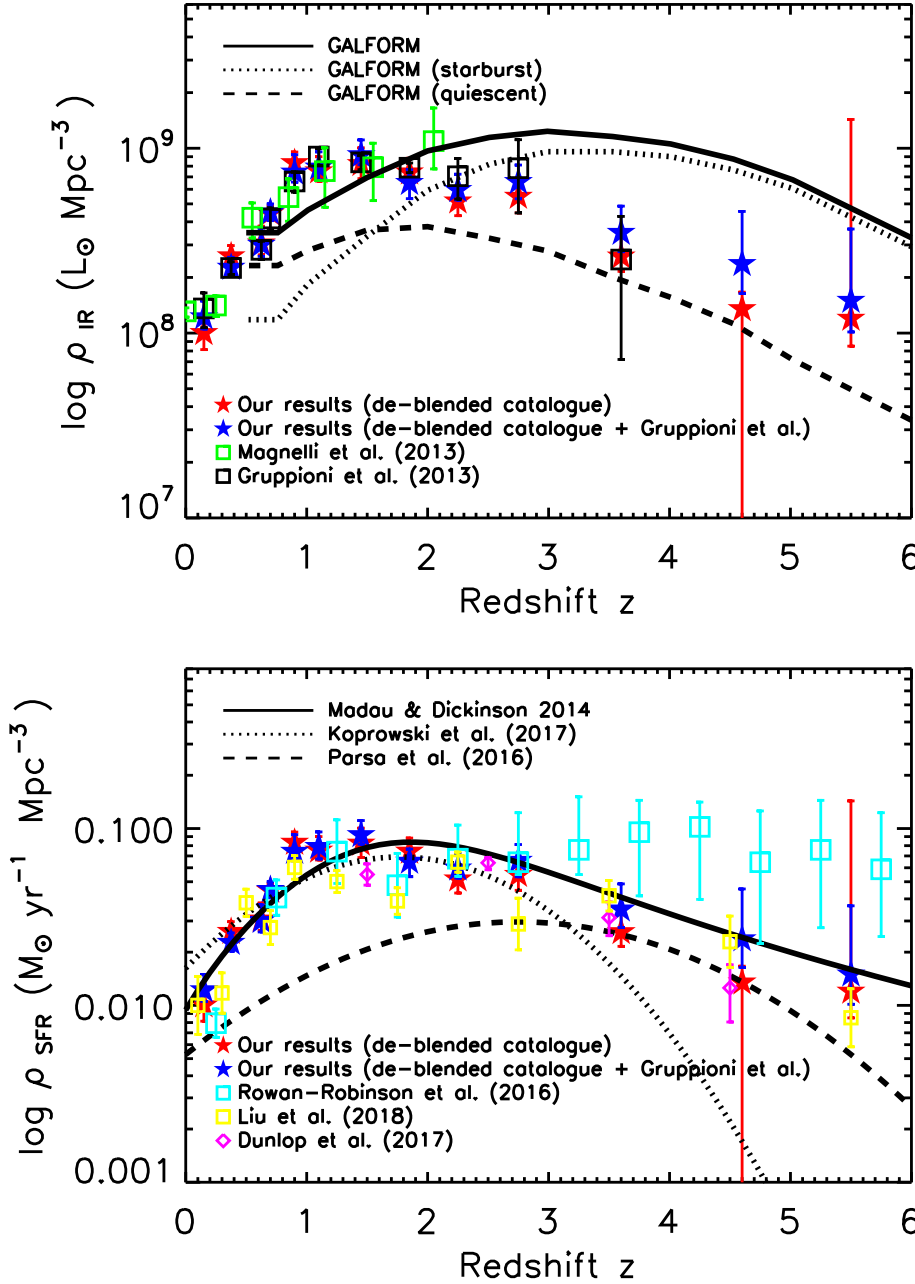 10⁹
10⁸
10⁷
log ρ IR (L⊙ Mpc⁻³)
GALFORM
GALFORM (starburst)
GALFORM (quiescent)
Our results (de-blended catalogue)
Our results (de-blended catalogue + Gruppioni et al.)
Magnelli et al. (2013)
Gruppioni et al. (2013)
0 1 2 3 4 5 6
Redshift z
0.100
0.010
0.001
log ρ SFR (M⊙ yr⁻¹ Mpc⁻³)
Madau & Dickinson 2014
Koprowski et al. (2017)
Parsa et al. (2016)
Our results (de-blended catalogue)
Our results (de-blended catalogue + Gruppioni et al.)
Rowan-Robinson et al. (2016)
Liu et al. (2018)
Dunlop et al. (2017)
0 1 2 3 4 5 6
Redshift z